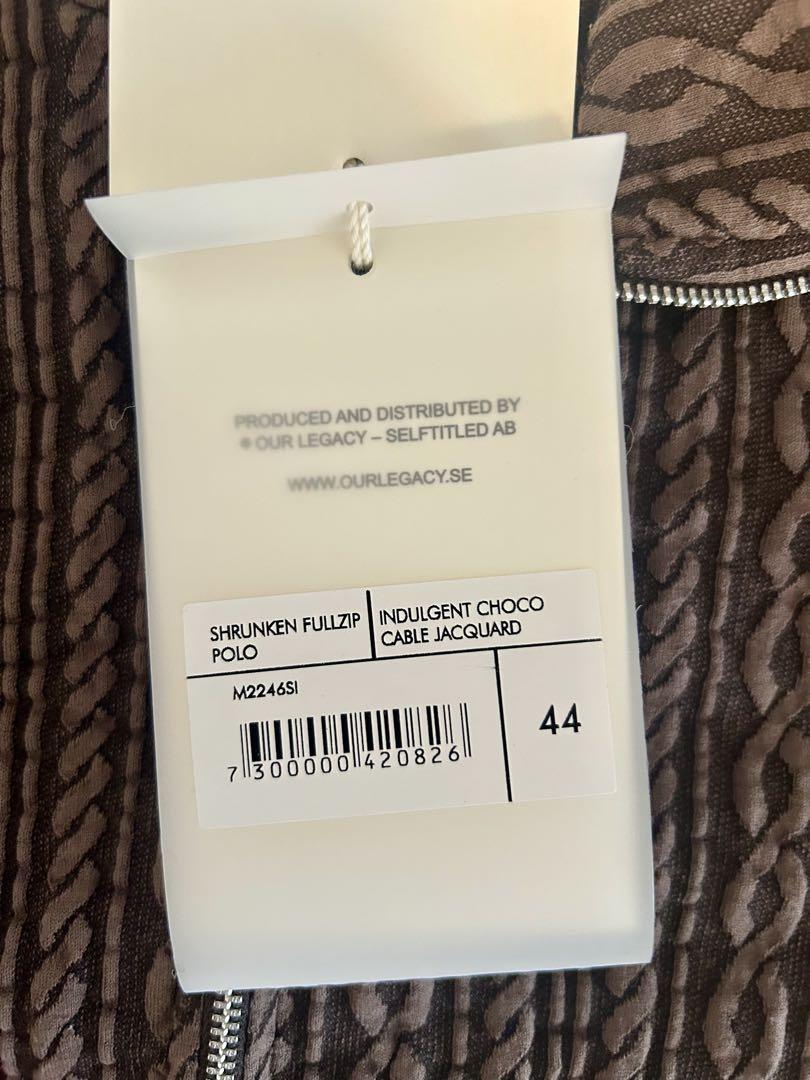 PRODUCED AND DISTRIBUTED BY
® OUR LEGACY – SELFTITLED AB
WWW.OURLEGACY.SE
SHRUNKEN FULLZIP
POLO
INDULGENT CHOCO
CABLE JACQUARD
M2246SI
7 300000 420826
44